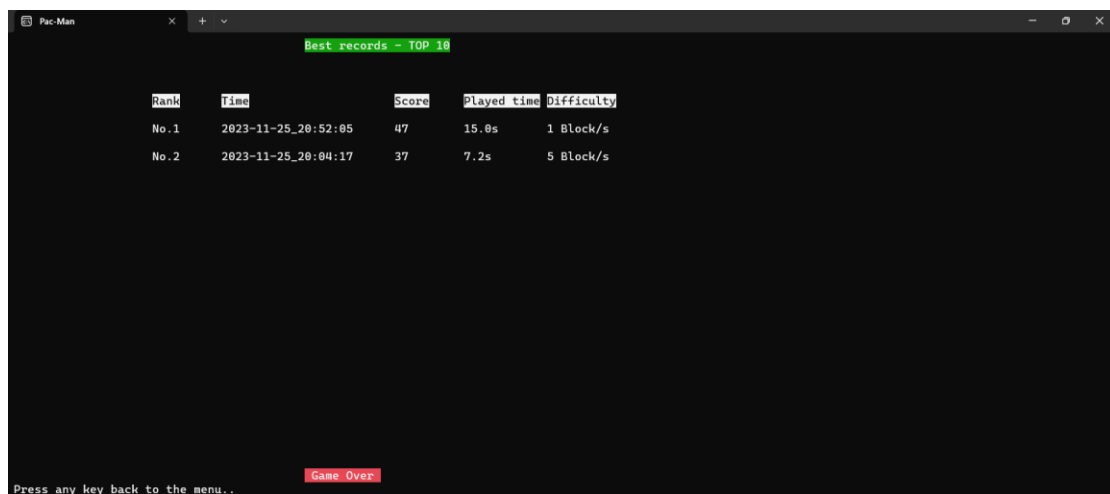 Pac-Man
Best records - TOP 10
Rank Time Score Played time Difficulty
No.1 2023-11-25_20:52:05 47 15.0s 1 Block/s
No.2 2023-11-25_20:04:17 37 7.2s 5 Block/s
Game Over
Press any key back to the menu..